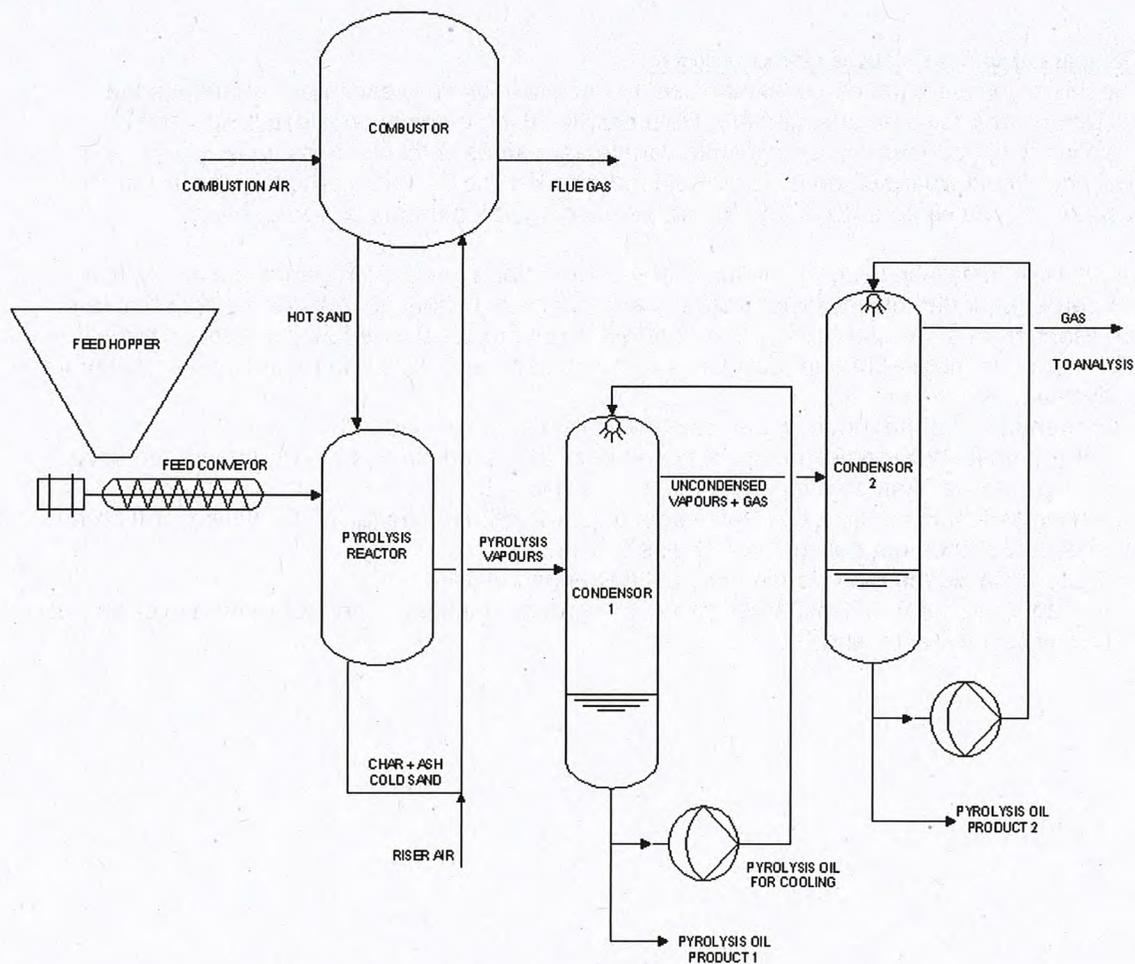 COMBUSTOR
COMBUSTION AIR
FLUE GAS
HOT SAND
FEED HOPPER
GAS
TO ANALYSIS
FEED CONVEYOR
UNCONDENSED
VAPOURS + GAS
CONDENSOR
2
PYROLYSIS
REACTOR
PYROLYSIS
VAPOURS
CONDENSOR
1
CHAR + ASH
COLD SAND
RISER AIR
PYROLYSIS OIL
FOR COOLING
PYROLYSIS OIL
PRODUCT 2
PYROLYSIS OIL
PRODUCT 1